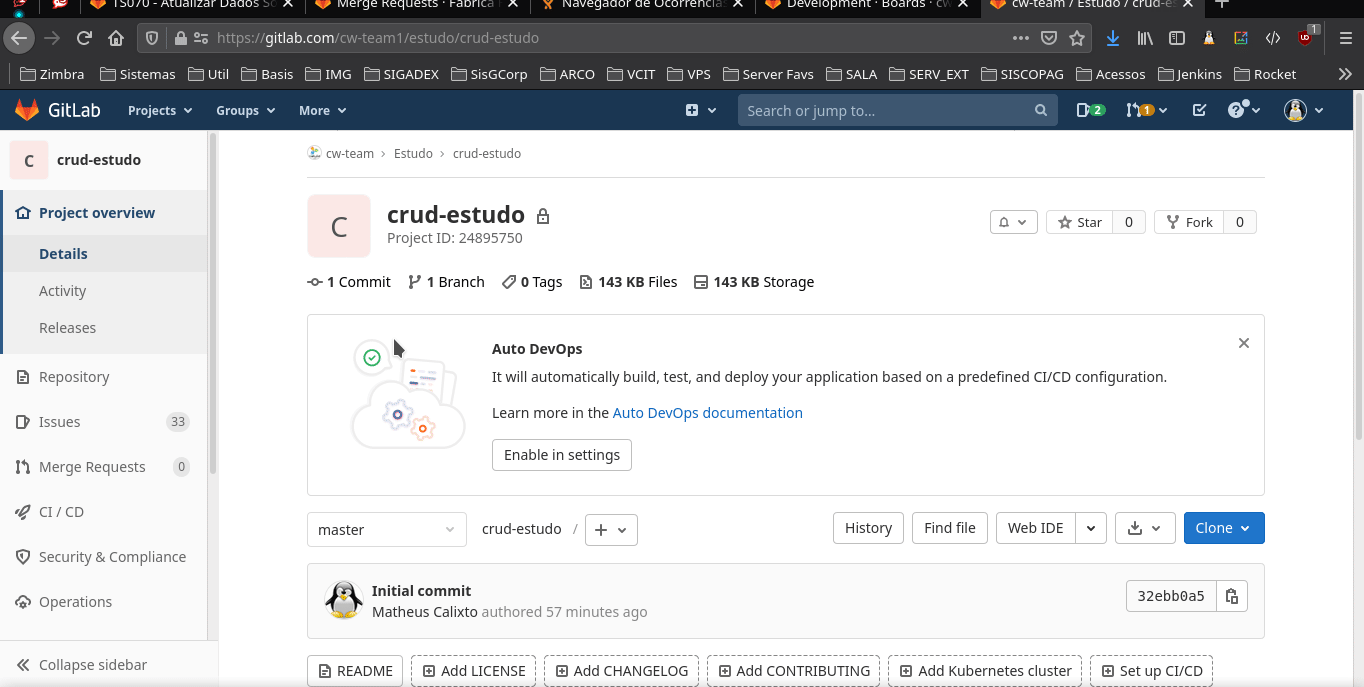 TS070 - Atualizar Dados So
Merge Requests · Fábrica
Navegador de Ocorrências
Development · Boards · cw
cw-team / Estudo / crud-es
https://gitlab.com/cw-team1/estudo/crud-estudo
1
Zimbra Sistemas Util Basis IMG SIGADEX SisGCorp ARCO VCIT VPS Server Favs SALA SERV_EXT SISCOPAG Acessos Jenkins Rocket
GitLab Projects Groups More Search or jump to... 2 1
C crud-estudo
Project overview
Details
Activity
Releases
Repository
Issues 33
Merge Requests 0
CI / CD
Security & Compliance
Operations
Collapse sidebar
cw-team › Estudo › crud-estudo
C
crud-estudo
Project ID: 24895750
Star 0 Fork 0
1 Commit 1 Branch 0 Tags 143 KB Files 143 KB Storage
Auto DevOps
It will automatically build, test, and deploy your application based on a predefined CI/CD configuration.
Learn more in the Auto DevOps documentation
Enable in settings
master crud-estudo / History Find file Web IDE Clone
Initial commit
Matheus Calixto authored 57 minutes ago
32ebb0a5
README Add LICENSE Add CHANGELOG Add CONTRIBUTING Add Kubernetes cluster Set up CI/CD